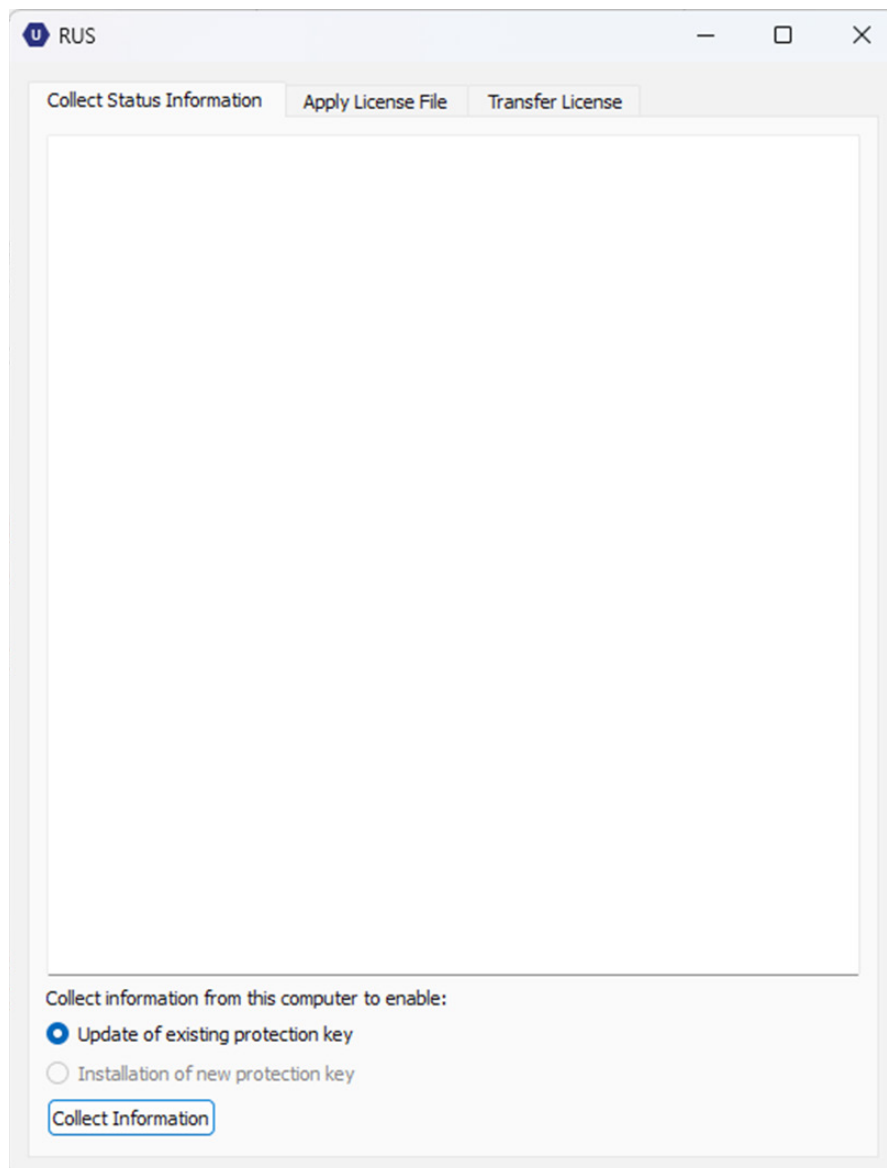 U RUS
Collect Status Information Apply License File Transfer License
Collect information from this computer to enable:
Update of existing protection key
Installation of new protection key
Collect Information